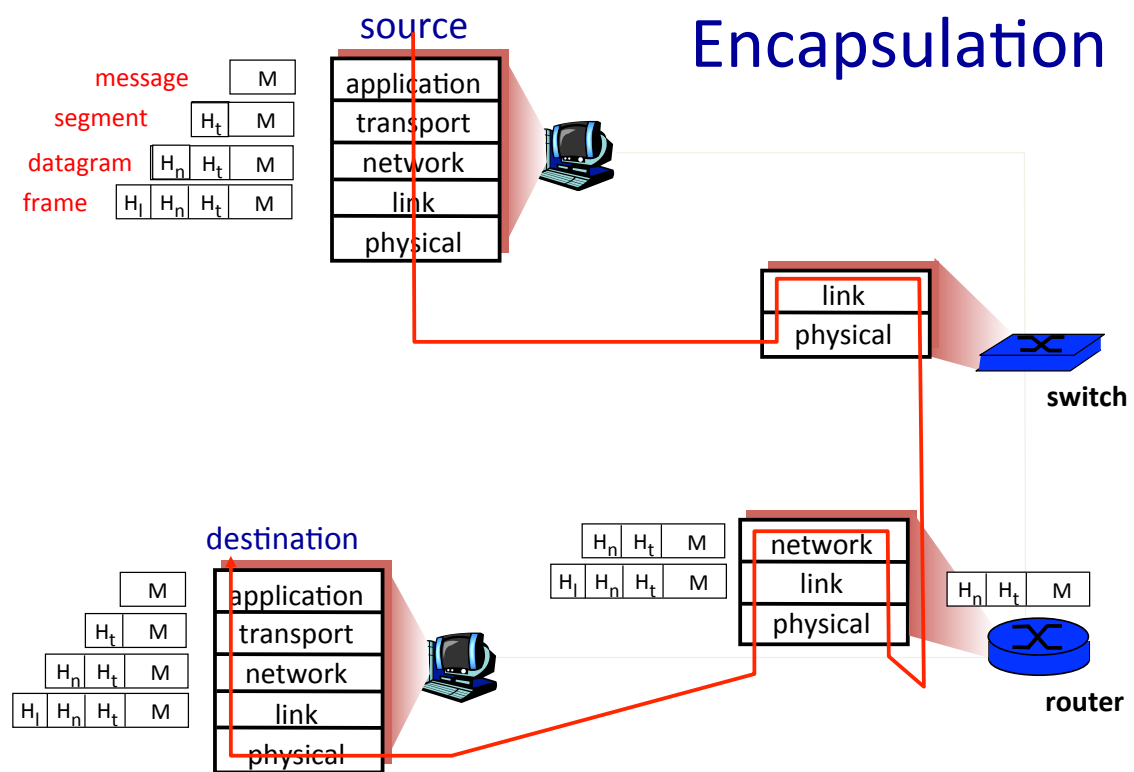 source
Encapsulation
message M application
segment Ht M transport
datagram Hn Ht M network
frame Hl Hn Ht M link
physical
link
physical
switch
destination
Hn Ht M network
Hl Hn Ht M link
Hn Ht M
physical
router
M application
Ht M transport
Hn Ht M network
Hl Hn Ht M link
physical